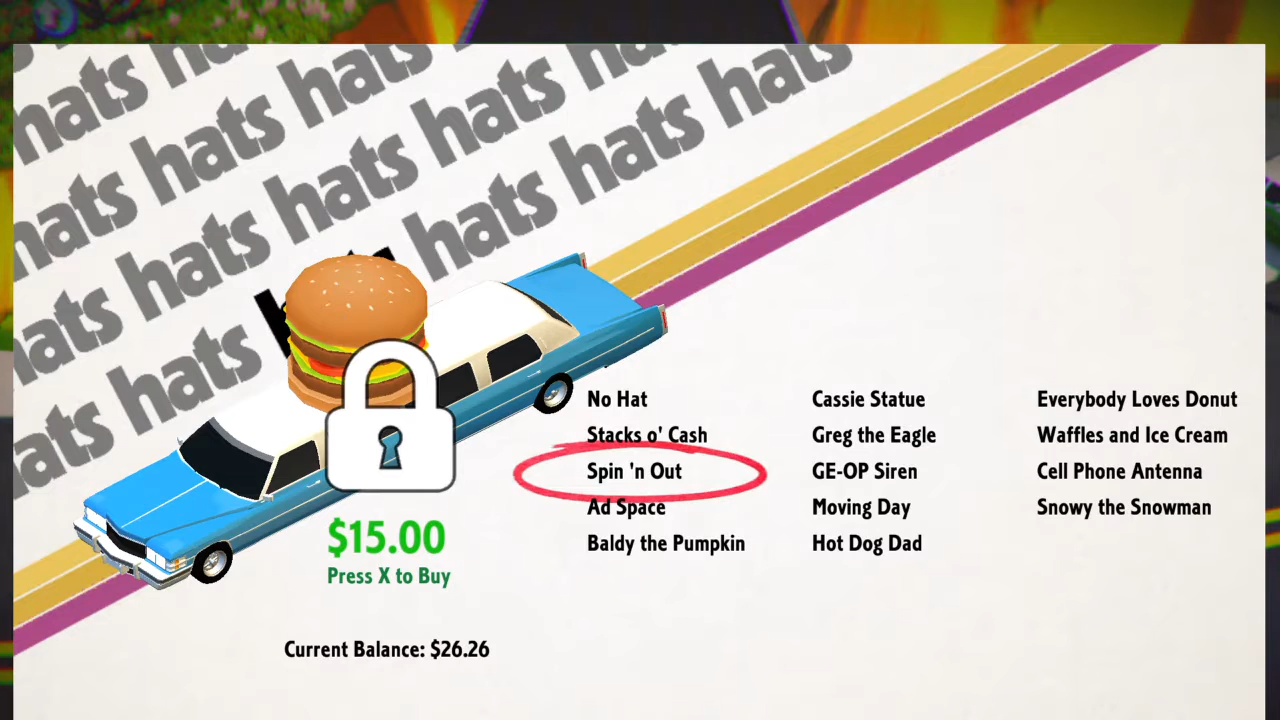 hats hats
hats hats hats hats
hats hats hats hats hats
hats hats hats hats hats
hats hats hats
No Hat
Stacks o' Cash
Spin 'n Out
Ad Space
Baldy the Pumpkin
Cassie Statue
Greg the Eagle
GE-OP Siren
Moving Day
Hot Dog Dad
Everybody Loves Donut
Waffles and Ice Cream
Cell Phone Antenna
Snowy the Snowman
$15.00
Press X to Buy
Current Balance: $26.26